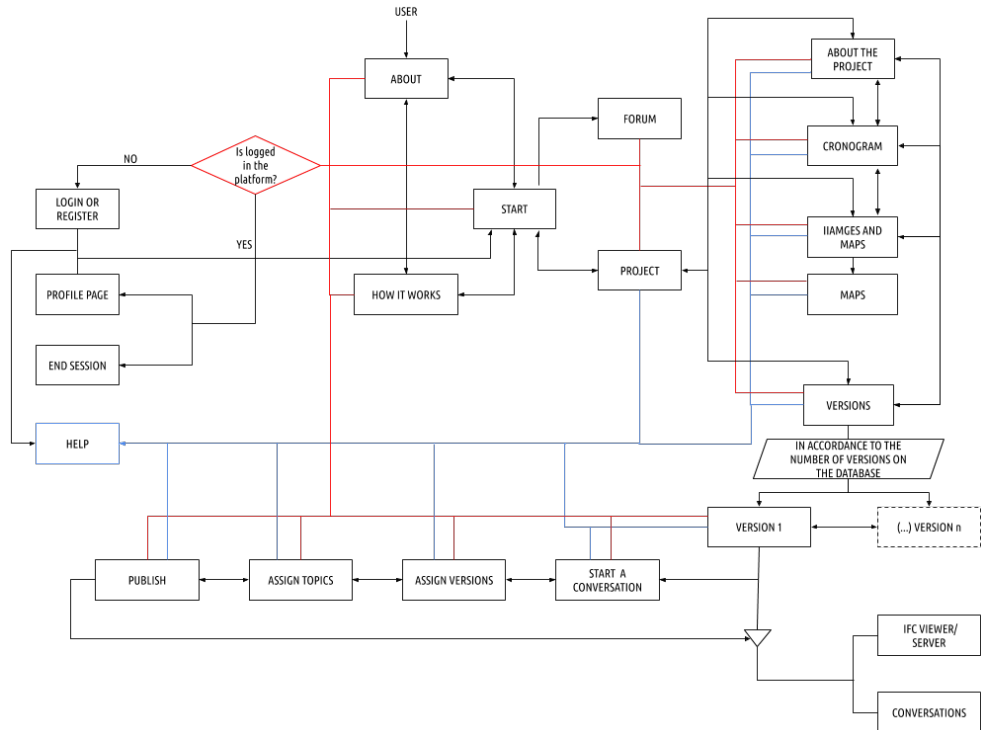 USER
ABOUT
ABOUT THE
PROJECT
FORUM
CRONOGRAM
Is logged
in the
platform?
NO
LOGIN OR
REGISTER
START
IIAMGES AND
MAPS
YES
PROJECT
PROFILE PAGE
HOW IT WORKS
MAPS
END SESSION
VERSIONS
HELP
IN ACCORDANCE TO THE
NUMBER OF VERSIONS ON
THE DATABASE
VERSION 1
(...) VERSION n
PUBLISH
ASSIGN TOPICS
ASSIGN VERSIONS
START A
CONVERSATION
IFC VIEWER/
SERVER
CONVERSATIONS